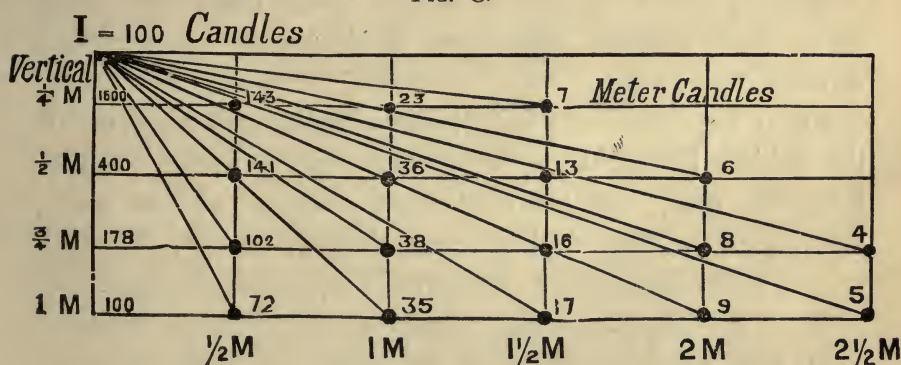 I = 100 Candles
Vertical
¼ M 1600 143 23 7 Meter Candles
½ M 400 141 36 13 6
¾ M 178 102 38 16 8 4
1 M 100 72 35 17 9 5
½M 1M 1½M 2M 2½M